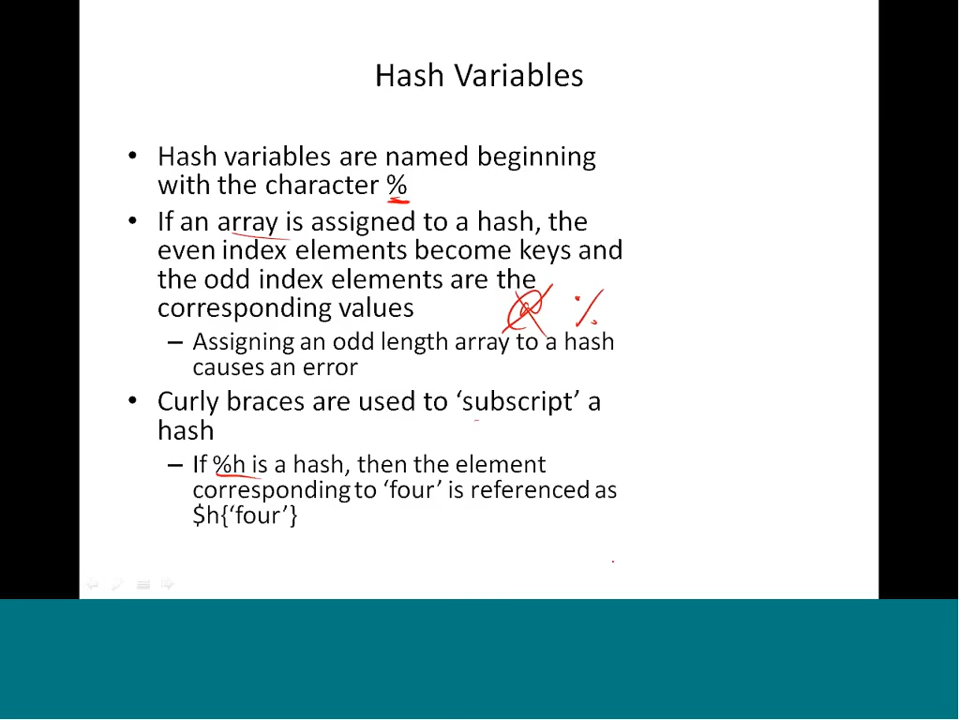 Hash Variables
• Hash variables are named beginning
with the character %
• If an array is assigned to a hash, the
even index elements become keys and
the odd index elements are the
corresponding values
@ %
– Assigning an odd length array to a hash
causes an error
• Curly braces are used to ‘subscript’ a
hash
– If %h is a hash, then the element
corresponding to ‘four’ is referenced as
$h{‘four’}